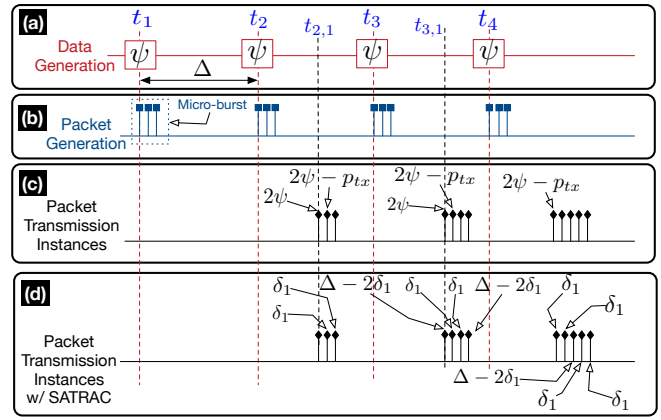 (a)
t₁ t₂ t₂,₁ t₃ t₃,₁ t₄
Data
Generation
ψ ψ ψ ψ
Δ
(b)
Micro-burst
Packet
Generation
(c)
2ψ − pₜₓ 2ψ − pₜₓ 2ψ − pₜₓ
2ψ 2ψ
Packet
Transmission
Instances
(d)
δ₁ Δ − 2δ₁ δ₁ δ₁ Δ − 2δ₁ δ₁
δ₁ δ₁
Packet
Transmission
Instances
w/ SATRAC
Δ − 2δ₁
δ₁ δ₁